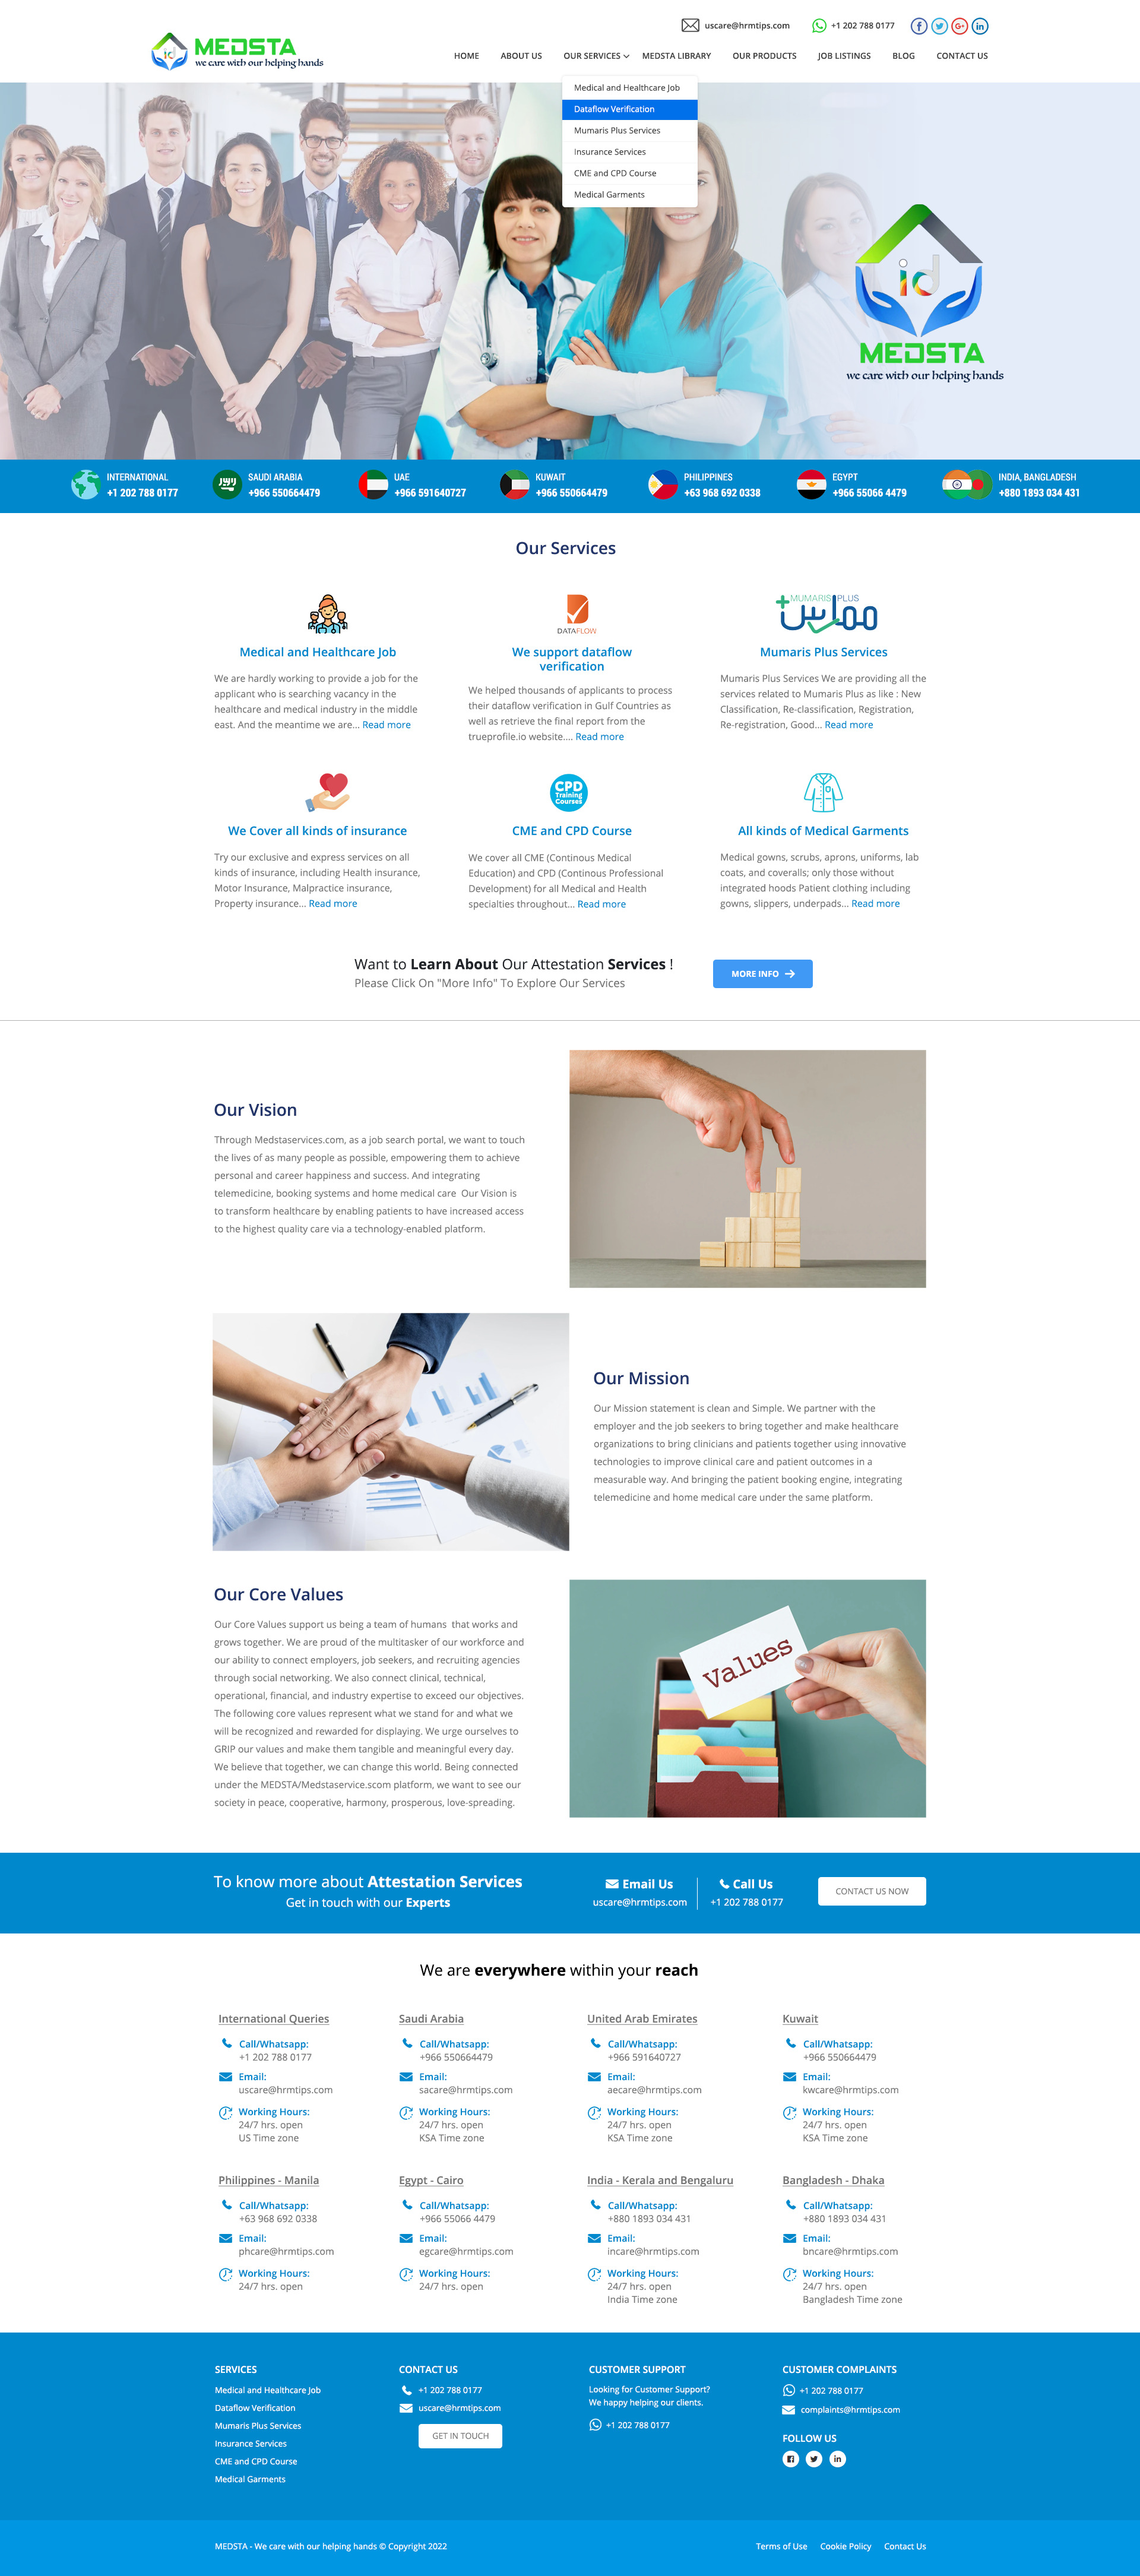 uscare@hrmtips.com +1 202 788 0177
MEDSTA
we care with our helping hands
HOME ABOUT US OUR SERVICES MEDSTA LIBRARY OUR PRODUCTS JOB LISTINGS BLOG CONTACT US
Medical and Healthcare Job
Dataflow Verification
Mumaris Plus Services
Insurance Services
CME and CPD Course
Medical Garments
id
MEDSTA
we care with our helping hands
INTERNATIONAL
+1 202 788 0177
SAUDI ARABIA
+966 550664479
UAE
+966 591640727
KUWAIT
+966 550664479
PHILIPPINES
+63 968 692 0338
EGYPT
+966 55066 4479
INDIA, BANGLADESH
+880 1893 034 431
Our Services
Medical and Healthcare Job
We are hardly working to provide a job for the
applicant who is searching vacancy in the
healthcare and medical industry in the middle
east. And the meantime we are... Read more
DATAFLOW
We support dataflow
verification
We helped thousands of applicants to process
their dataflow verification in Gulf Countries as
well as retrieve the final report from the
trueprofile.io website.... Read more
MUMARIS PLUS
ممارس
Mumaris Plus Services
Mumaris Plus Services We are providing all the
services related to Mumaris Plus as like : New
Classification, Re-classification, Registration,
Re-registration, Good... Read more
We Cover all kinds of insurance
Try our exclusive and express services on all
kinds of insurance, including Health insurance,
Motor Insurance, Malpractice insurance,
Property insurance... Read more
CPD
Training
Courses
CME and CPD Course
We cover all CME (Continous Medical
Education) and CPD (Continous Professional
Development) for all Medical and Health
specialties throughout... Read more
All kinds of Medical Garments
Medical gowns, scrubs, aprons, uniforms, lab
coats, and coveralls; only those without
integrated hoods Patient clothing including
gowns, slippers, underpads... Read more
Want to Learn About Our Attestation Services !
Please Click On "More Info" To Explore Our Services
MORE INFO
Our Vision
Through Medstaservices.com, as a job search portal, we want to touch
the lives of as many people as possible, empowering them to achieve
personal and career happiness and success. And integrating
telemedicine, booking systems and home medical care Our Vision is
to transform healthcare by enabling patients to have increased access
to the highest quality care via a technology-enabled platform.
Our Mission
Our Mission statement is clean and Simple. We partner with the
employer and the job seekers to bring together and make healthcare
organizations to bring clinicians and patients together using innovative
technologies to improve clinical care and patient outcomes in a
measurable way. And bringing the patient booking engine, integrating
telemedicine and home medical care under the same platform.
Our Core Values
Our Core Values support us being a team of humans that works and
grows together. We are proud of the multitasker of our workforce and
our ability to connect employers, job seekers, and recruiting agencies
through social networking. We also connect clinical, technical,
operational, financial, and industry expertise to exceed our objectives.
The following core values represent what we stand for and what we
will be recognized and rewarded for displaying. We urge ourselves to
GRIP our values and make them tangible and meaningful every day.
We believe that together, we can change this world. Being connected
under the MEDSTA/Medstaservice.scom platform, we want to see our
society in peace, cooperative, harmony, prosperous, love-spreading.
Values
To know more about Attestation Services
Get in touch with our Experts
Email Us
uscare@hrmtips.com
Call Us
+1 202 788 0177
CONTACT US NOW
We are everywhere within your reach
International Queries
Call/Whatsapp:
+1 202 788 0177
Email:
uscare@hrmtips.com
Working Hours:
24/7 hrs. open
US Time zone
Saudi Arabia
Call/Whatsapp:
+966 550664479
Email:
sacare@hrmtips.com
Working Hours:
24/7 hrs. open
KSA Time zone
United Arab Emirates
Call/Whatsapp:
+966 591640727
Email:
aecare@hrmtips.com
Working Hours:
24/7 hrs. open
KSA Time zone
Kuwait
Call/Whatsapp:
+966 550664479
Email:
kwcare@hrmtips.com
Working Hours:
24/7 hrs. open
KSA Time zone
Philippines - Manila
Call/Whatsapp:
+63 968 692 0338
Email:
phcare@hrmtips.com
Working Hours:
24/7 hrs. open
Egypt - Cairo
Call/Whatsapp:
+966 55066 4479
Email:
egcare@hrmtips.com
Working Hours:
24/7 hrs. open
India - Kerala and Bengaluru
Call/Whatsapp:
+880 1893 034 431
Email:
incare@hrmtips.com
Working Hours:
24/7 hrs. open
India Time zone
Bangladesh - Dhaka
Call/Whatsapp:
+880 1893 034 431
Email:
bncare@hrmtips.com
Working Hours:
24/7 hrs. open
Bangladesh Time zone
SERVICES
Medical and Healthcare Job
Dataflow Verification
Mumaris Plus Services
Insurance Services
CME and CPD Course
Medical Garments
CONTACT US
+1 202 788 0177
uscare@hrmtips.com
GET IN TOUCH
CUSTOMER SUPPORT
Looking for Customer Support?
We happy helping our clients.
+1 202 788 0177
CUSTOMER COMPLAINTS
+1 202 788 0177
complaints@hrmtips.com
FOLLOW US
MEDSTA - We care with our helping hands © Copyright 2022
Terms of Use Cookie Policy Contact Us